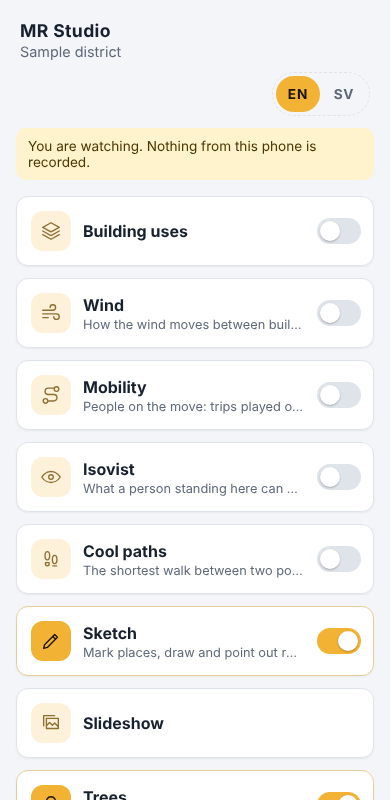 MR Studio
Sample district
EN SV
You are watching. Nothing from this phone is
recorded.
Building uses
Wind
How the wind moves between buil...
Mobility
People on the move: trips played o...
Isovist
What a person standing here can ...
Cool paths
The shortest walk between two po...
Sketch
Mark places, draw and point out r...
Slideshow
Trees